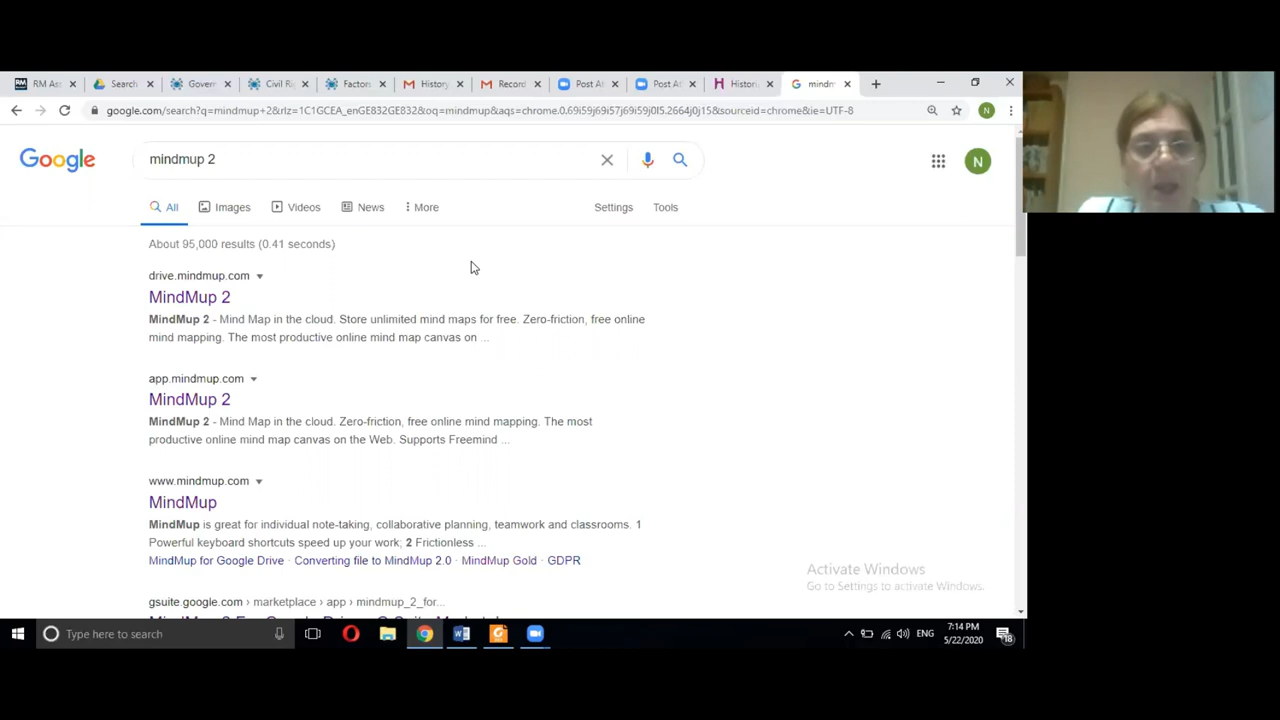 RM As
Search
Govern
Civil Ri
Factors
History
Record
Post At
Post At
Histor
mindm
google.com/search?q=mindmup+2&rlz=1C1GCEA_enGE832GE832&oq=mindmup&aqs=chrome.0.69i59j69i57j69i59j0l5.2664j0j15&sourceid=chrome&ie=UTF-8
N
Google
mindmup 2
N
All
Images
Videos
News
More
Settings
Tools
About 95,000 results (0.41 seconds)
drive.mindmup.com
MindMup 2
MindMup 2 - Mind Map in the cloud. Store unlimited mind maps for free. Zero-friction, free online
mind mapping. The most productive online mind map canvas on ...
app.mindmup.com
MindMup 2
MindMup 2 - Mind Map in the cloud. Zero-friction, free online mind mapping. The most
productive online mind map canvas on the Web. Supports Freemind ...
www.mindmup.com
MindMup
MindMup is great for individual note-taking, collaborative planning, teamwork and classrooms. 1
Powerful keyboard shortcuts speed up your work; 2 Frictionless ...
MindMup for Google Drive · Converting file to MindMup 2.0 · MindMup Gold · GDPR
Activate Windows
Go to Settings to activate Windows.
gsuite.google.com › marketplace › app › mindmup_2_for...
Type here to search
ENG
7:14 PM
5/22/2020
18